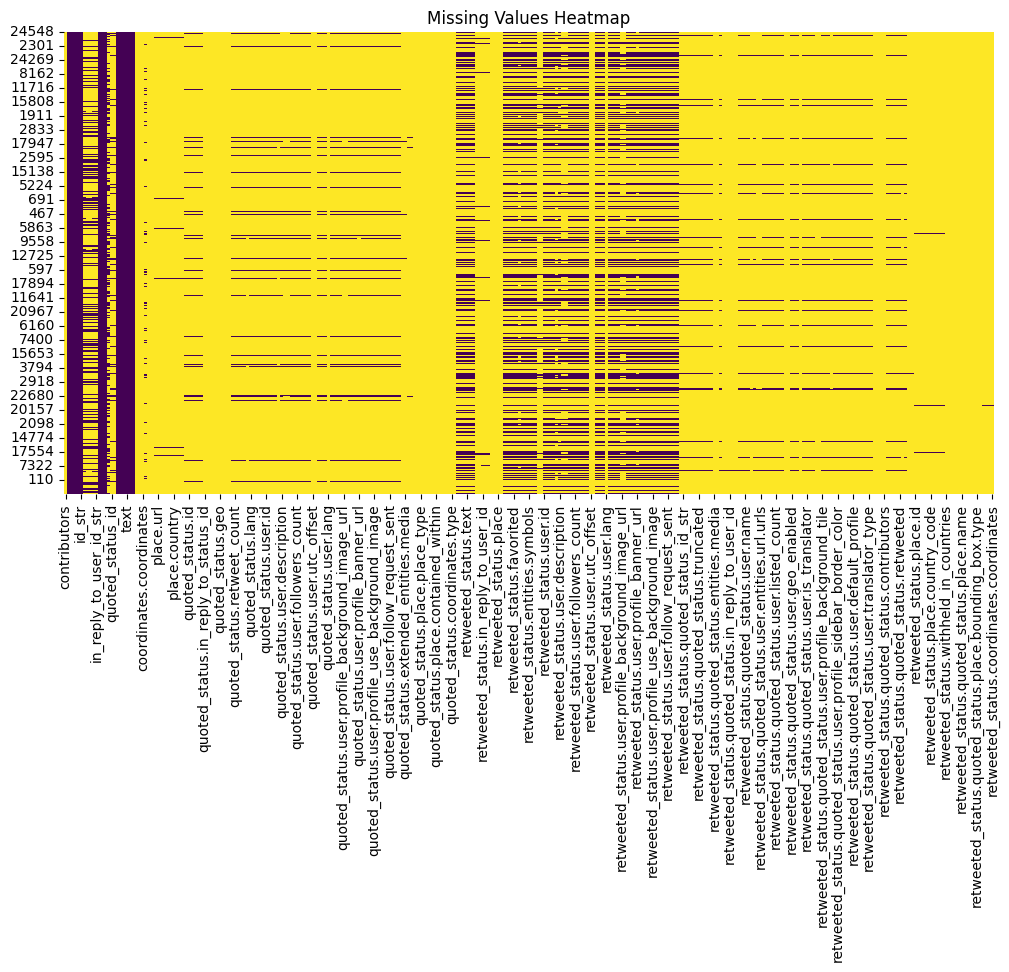 Missing Values Heatmap
24548
2301
24269
8162
11716
15808
1911
2833
17947
2595
15138
5224
691
467
5863
9558
12725
597
17894
11641
20967
6160
7400
15653
3794
2918
22680
20157
2098
14774
17554
7322
110
contributors
id_str
in_reply_to_user_id_str
quoted_status_id
text
coordinates.coordinates
place.url
place.country
quoted_status.id
quoted_status.in_reply_to_status_id
quoted_status.geo
quoted_status.retweet_count
quoted_status.lang
quoted_status.user.id
quoted_status.user.description
quoted_status.user.followers_count
quoted_status.user.utc_offset
quoted_status.user.lang
quoted_status.user.profile_background_image_url
quoted_status.user.profile_banner_url
quoted_status.user.profile_use_background_image
quoted_status.user.follow_request_sent
quoted_status.extended_entities.media
quoted_status.place.place_type
quoted_status.place.contained_within
quoted_status.coordinates.type
retweeted_status.text
retweeted_status.in_reply_to_user_id
retweeted_status.place
retweeted_status.favorited
retweeted_status.entities.symbols
retweeted_status.user.id
retweeted_status.user.description
retweeted_status.user.followers_count
retweeted_status.user.utc_offset
retweeted_status.user.lang
retweeted_status.user.profile_background_image_url
retweeted_status.user.profile_banner_url
retweeted_status.user.profile_use_background_image
retweeted_status.user.follow_request_sent
retweeted_status.quoted_status_id_str
retweeted_status.quoted_status.truncated
retweeted_status.quoted_status.entities.media
retweeted_status.quoted_status.in_reply_to_user_id
retweeted_status.quoted_status.user.name
retweeted_status.quoted_status.user.entities.url.urls
retweeted_status.quoted_status.user.listed_count
retweeted_status.quoted_status.user.geo_enabled
retweeted_status.quoted_status.user.is_translator
retweeted_status.quoted_status.user.profile_background_tile
retweeted_status.quoted_status.user.profile_sidebar_border_color
retweeted_status.quoted_status.user.default_profile
retweeted_status.quoted_status.user.translator_type
retweeted_status.quoted_status.contributors
retweeted_status.quoted_status.retweeted
retweeted_status.place.id
retweeted_status.place.country_code
retweeted_status.withheld_in_countries
retweeted_status.quoted_status.place.name
retweeted_status.quoted_status.place.bounding_box.type
retweeted_status.coordinates.coordinates